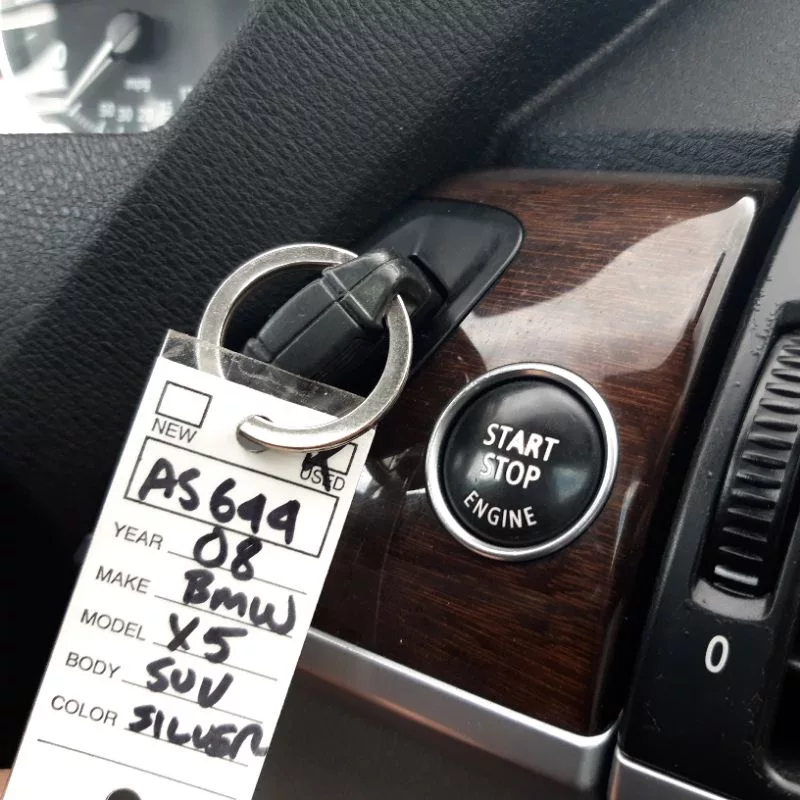 NEW
USED
AS644
YEAR 08
MAKE BMW
MODEL X5
BODY SUV
COLOR SILVER
START
STOP
ENGINE
0